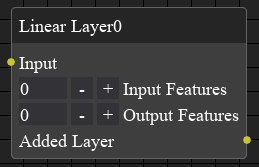 Linear Layer0
Input
0 - + Input Features
0 - + Output Features
Added Layer